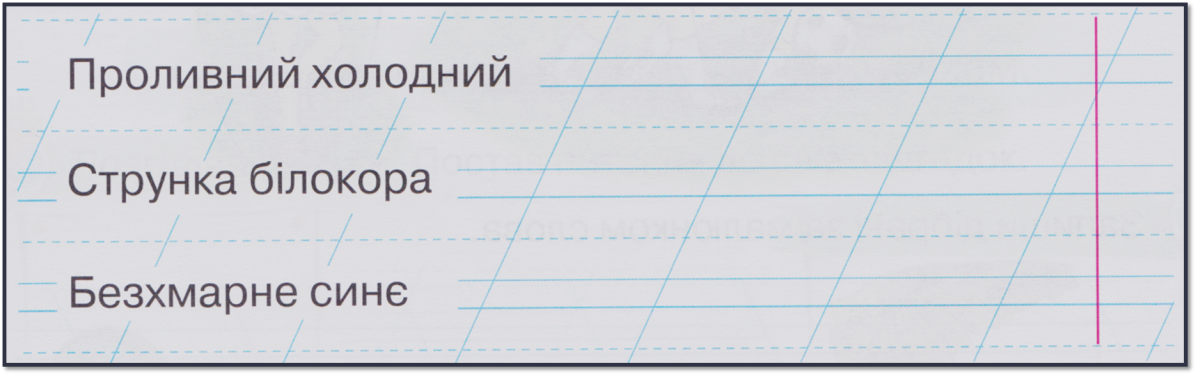 Проливний холодний
Струнка білокора
Безхмарне синє